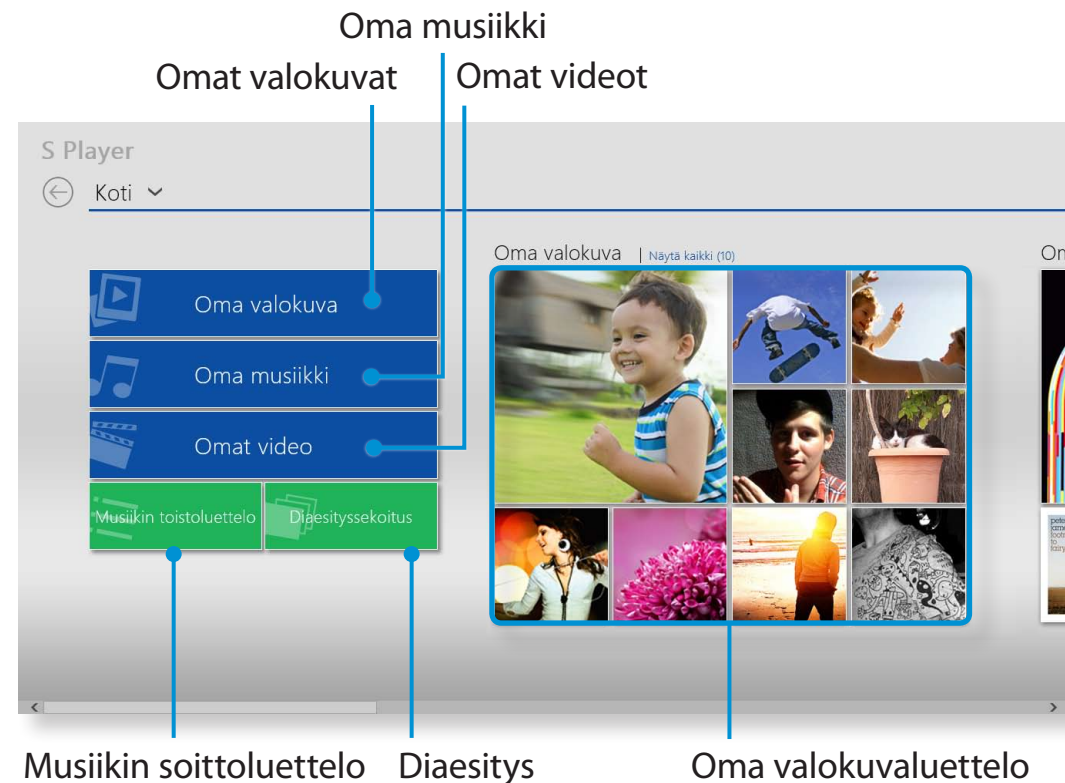 Oma musiikki
Omat valokuvat
Omat videot
S Player
Koti
Oma valokuva | Näytä kaikki (10)
Om
Oma valokuva
Oma musiikki
Omat video
Musiikin toistoluettelo
Diaesityssekoitus
Musiikin soittoluettelo
Diaesitys
Oma valokuvaluettelo